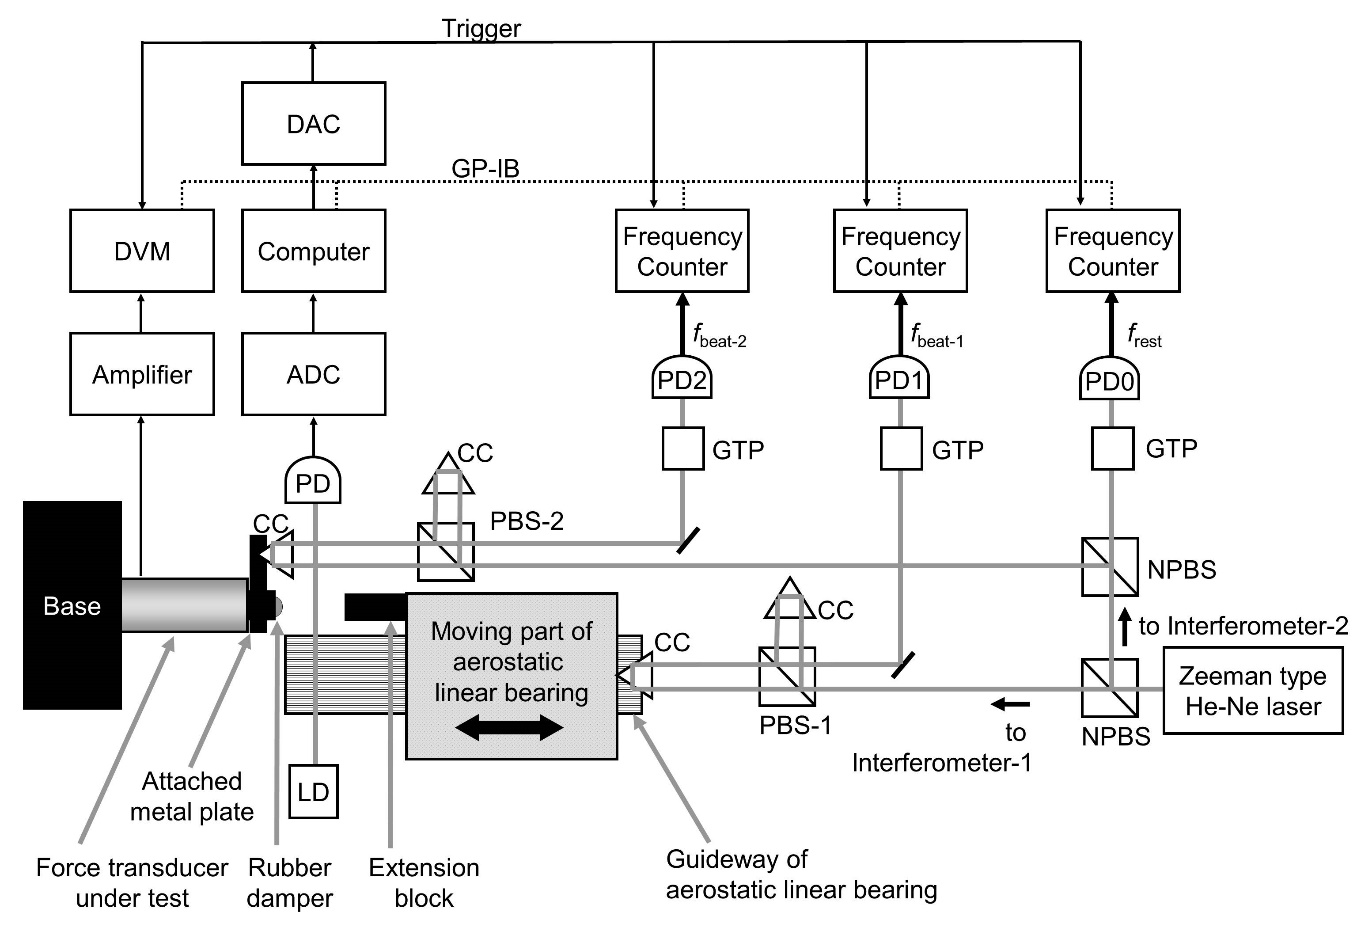 Trigger
DAC
GP-IB
DVM
Computer
Frequency
Counter
Frequency
Counter
Frequency
Counter
fbeat-2
fbeat-1
frest
Amplifier
ADC
PD2
PD1
PD0
GTP
GTP
GTP
CC
PD
PBS-2
CC
NPBS
Base
CC
to Interferometer-2
Moving part of
aerostatic
linear bearing
CC
Zeeman type
He-Ne laser
PBS-1
NPBS
to
Interferometer-1
Attached
metal plate
LD
Force transducer
under test
Rubber
damper
Extension
block
Guideway of
aerostatic linear bearing